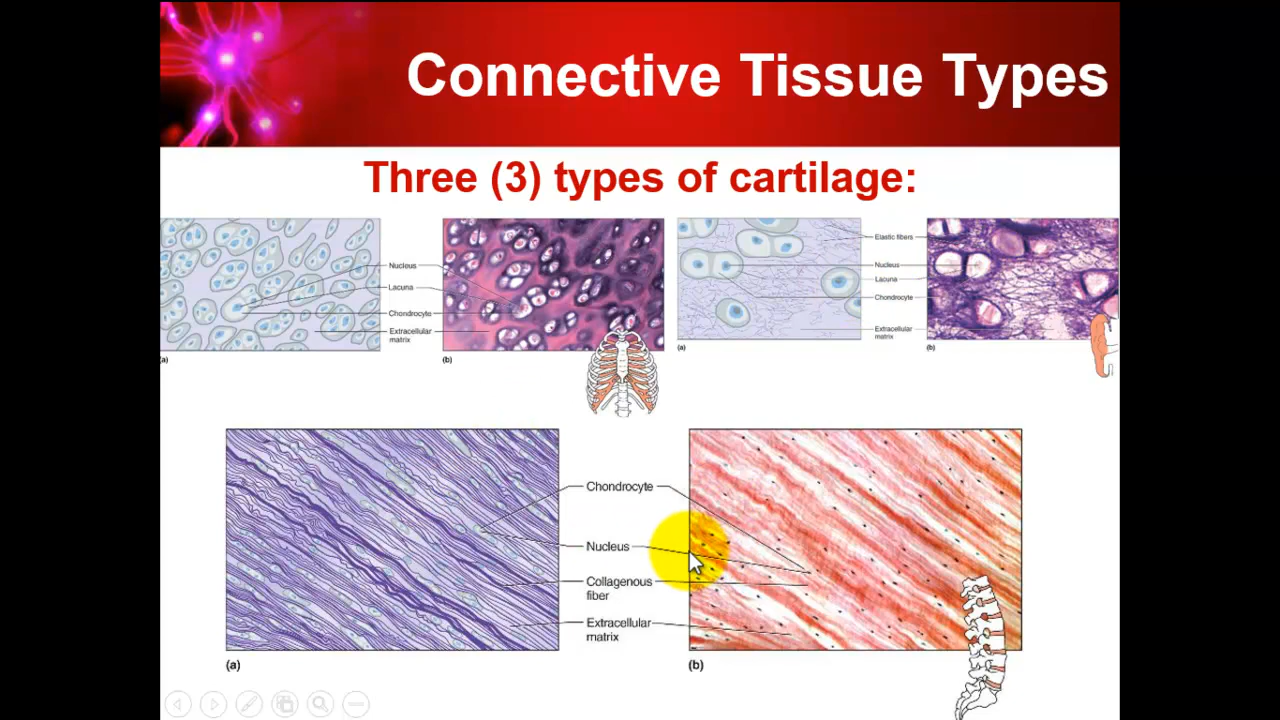 Connective Tissue Types
Three (3) types of cartilage:
Nucleus
Lacuna
Chondrocyte
Extracellular
matrix
(a)
(b)
Elastic fibers
Nucleus
Lacuna
Chondrocyte
Extracellular
matrix
(a)
(b)
Chondrocyte
Nucleus
Collagenous
fiber
Extracellular
matrix
(a)
(b)